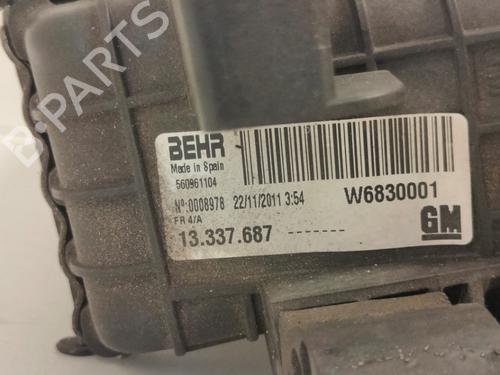 B-PARTS
BEHR
Made in Spain
560961104
Nº:0008978 22/11/2011 3:54 W6830001
FR 4/A
13.337.687 -------
GM